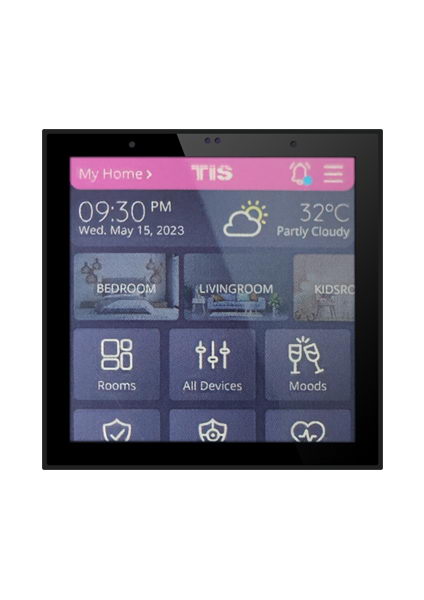 My Home ›
TIS
09:30 PM
32°C
Wed. May 15, 2023
Partly Cloudy
BEDROOM
LIVINGROOM
KIDSRO
Rooms
All Devices
Moods